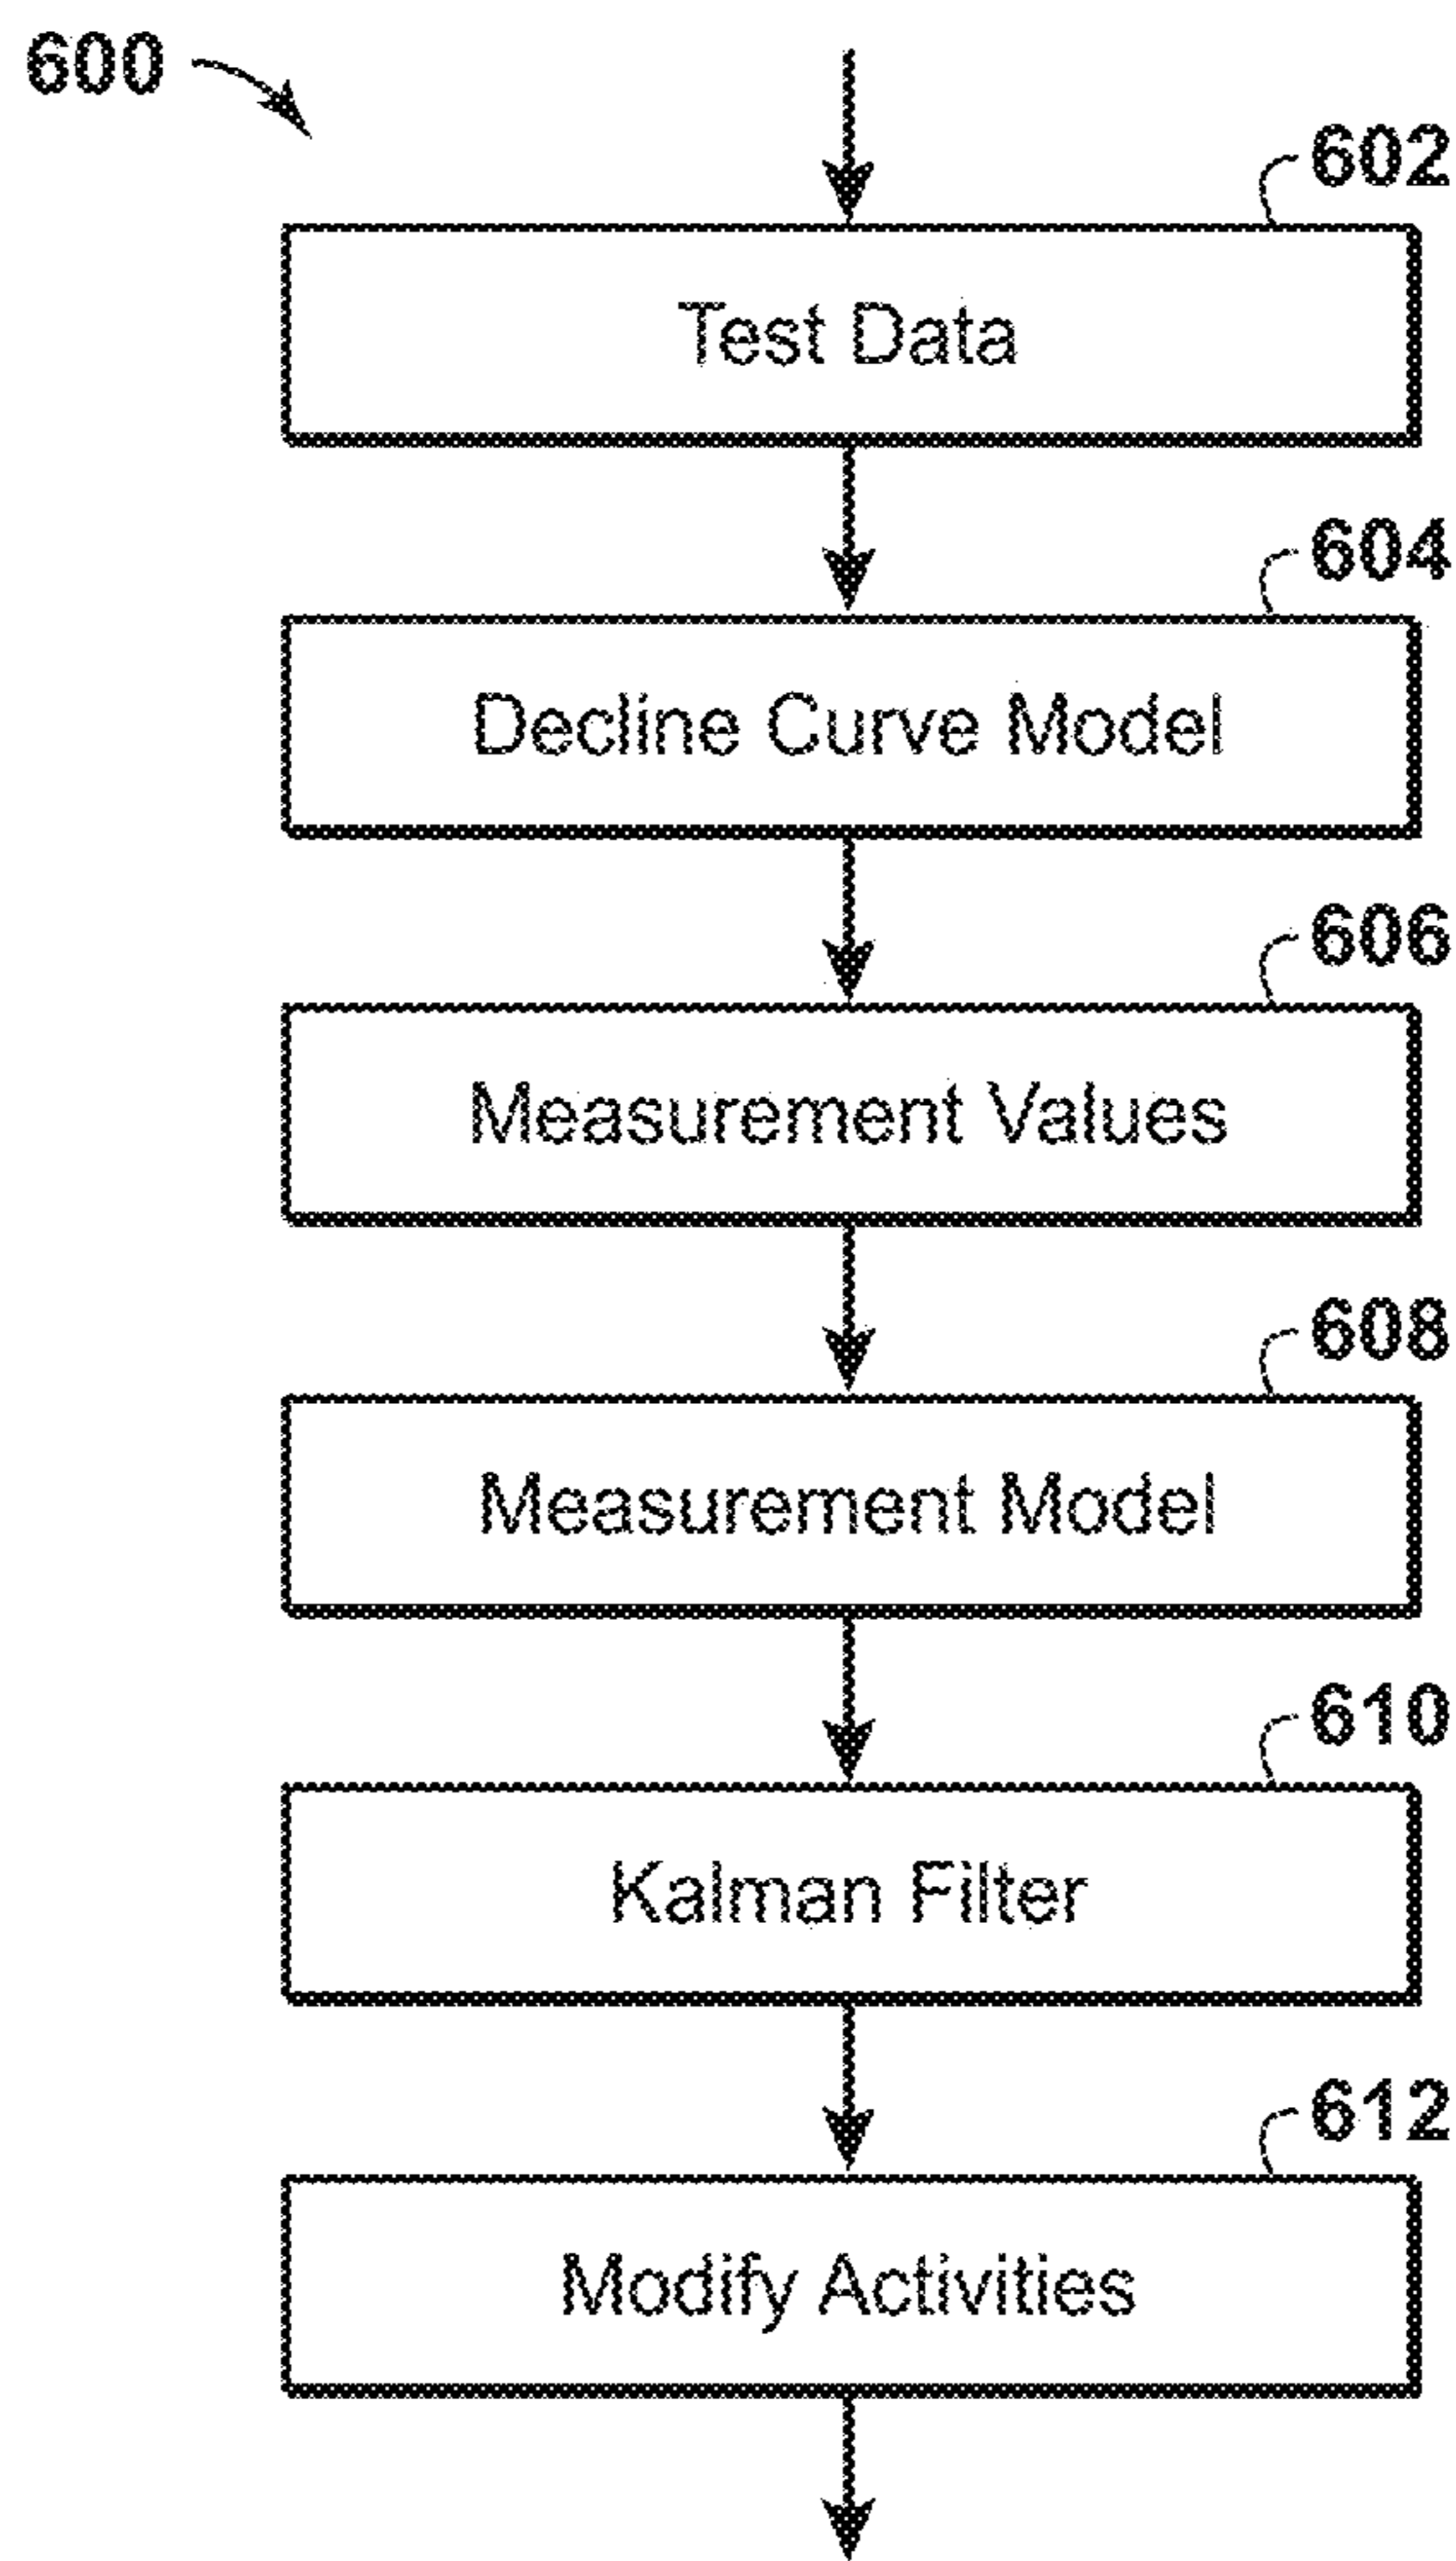 600
602
Test Data
604
Decline Curve Model
606
Measurement Values
608
Measurement Model
610
Kalman Filter
612
Modify Activities